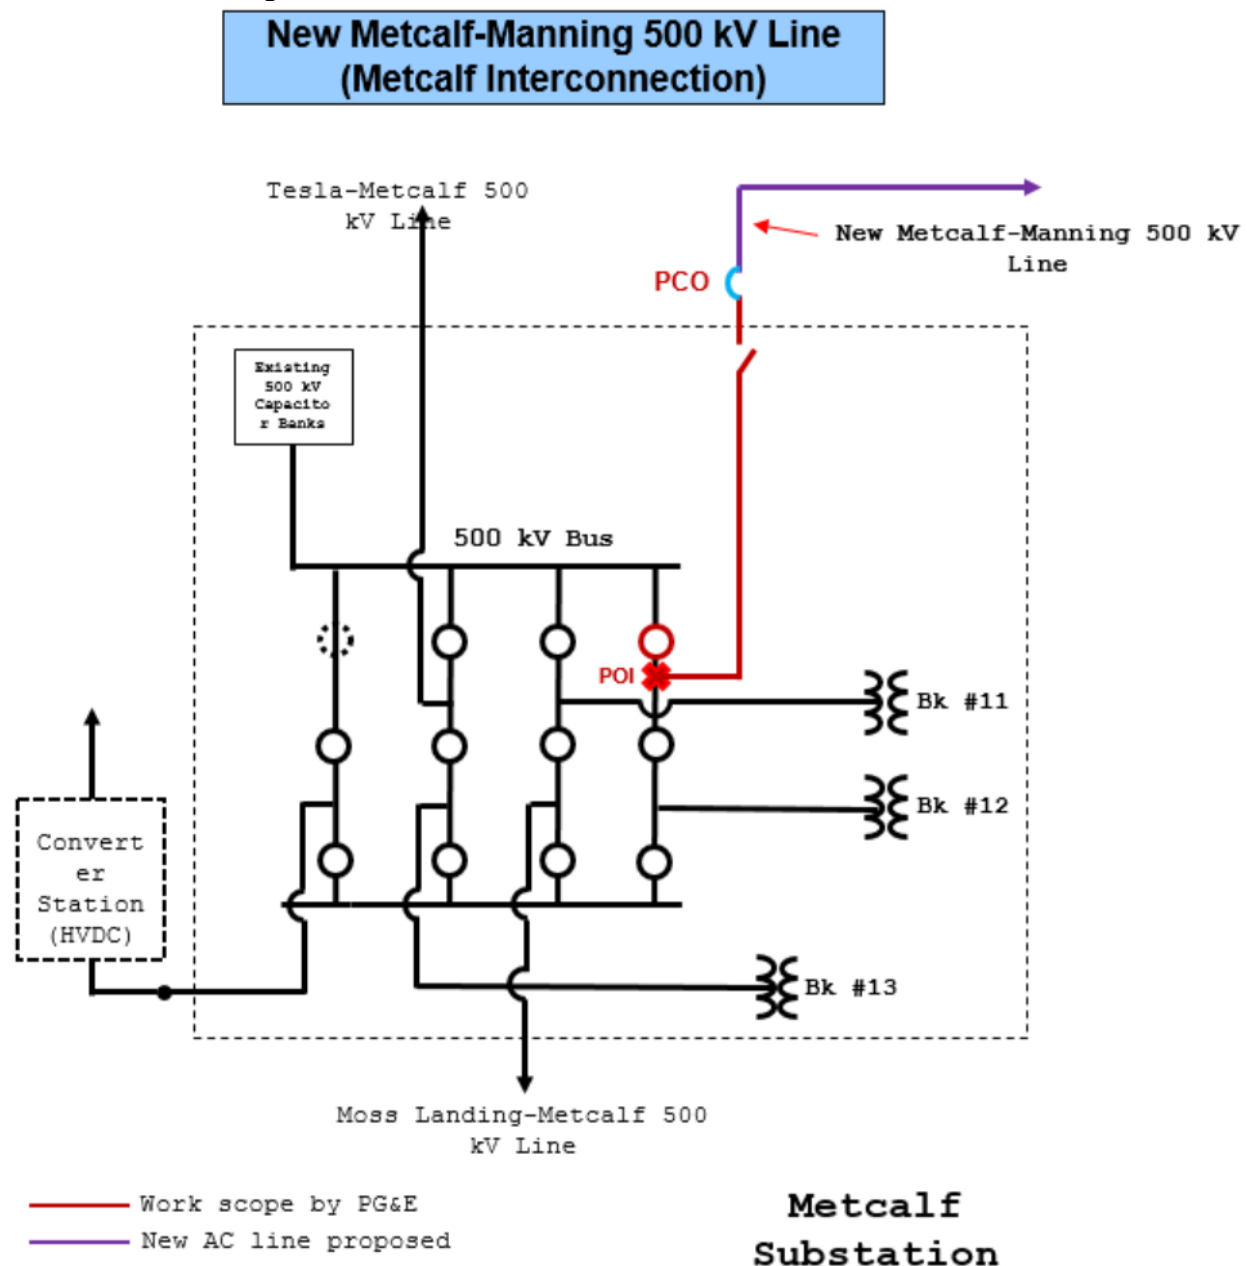 New Metcalf-Manning 500 kV Line
(Metcalf Interconnection)
Tesla-Metcalf 500
kV Line
New Metcalf-Manning 500 kV
Line
PCO
Existing
500 kV
Capacito
r Banks
500 kV Bus
POI
Bk #11
Bk #12
Convert
er
Station
(HVDC)
Bk #13
Moss Landing-Metcalf 500
kV Line
Work scope by PG&E
New AC line proposed
Metcalf
Substation